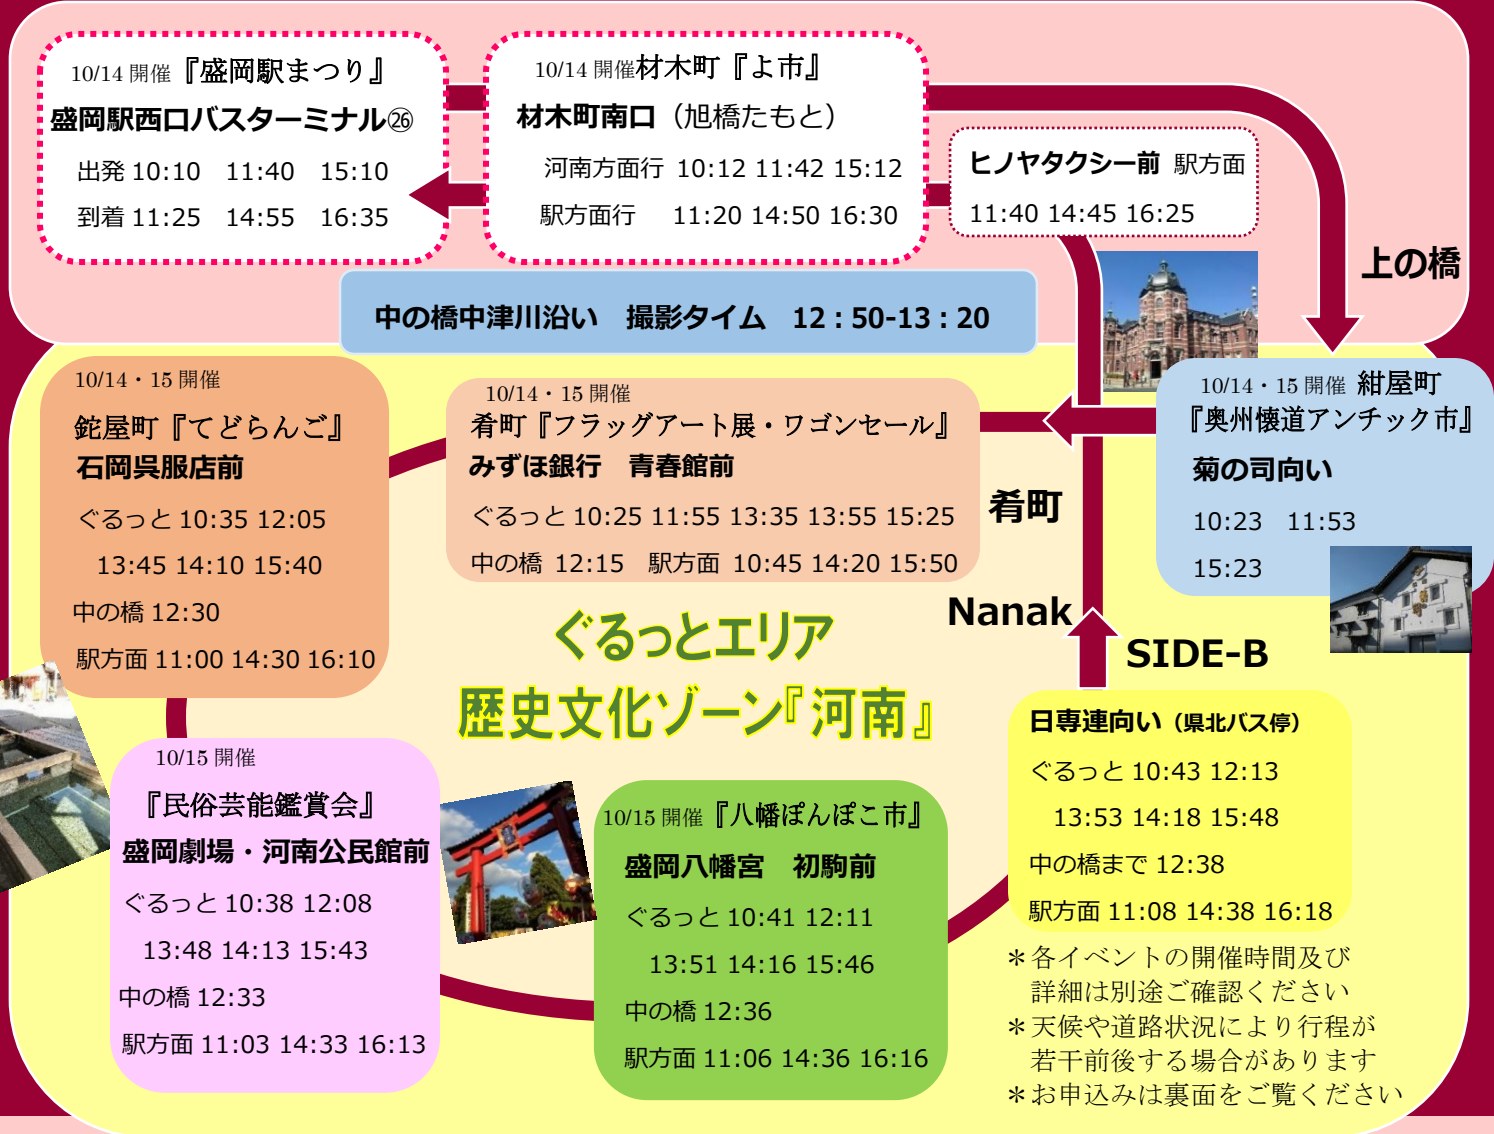 10/14 開催『盛岡駅まつり』
盛岡駅西口バスターミナル㉖
出発 10:10 11:40 15:10
到着 11:25 14:55 16:35
10/14 開催材木町『よ市』
材木町南口（旭橋たもと）
河南方面行 10:12 11:42 15:12
駅方面行 11:20 14:50 16:30
ヒノヤタクシー前 駅方面
11:40 14:45 16:25
上の橋
中の橋中津川沿い 撮影タイム 12：50-13：20
10/14・15 開催
鉈屋町『てどらんご』
石岡呉服店前
ぐるっと 10:35 12:05
13:45 14:10 15:40
中の橋 12:30
駅方面 11:00 14:30 16:10
10/14・15 開催
肴町『フラッグアート展・ワゴンセール』
みずほ銀行 青春館前
ぐるっと 10:25 11:55 13:35 13:55 15:25
中の橋 12:15 駅方面 10:45 14:20 15:50
肴町
10/14・15 開催 紺屋町
『奥州懐道アンチック市』
菊の司向い
10:23 11:53
15:23
Nanak
SIDE-B
ぐるっとエリア
歴史文化ゾーン『河南』
10/15 開催
『民俗芸能鑑賞会』
盛岡劇場・河南公民館前
ぐるっと 10:38 12:08
13:48 14:13 15:43
中の橋 12:33
駅方面 11:03 14:33 16:13
10/15 開催『八幡ぽんぽこ市』
盛岡八幡宮 初駒前
ぐるっと 10:41 12:11
13:51 14:16 15:46
中の橋 12:36
駅方面 11:06 14:36 16:16
日専連向い（県北バス停）
ぐるっと 10:43 12:13
13:53 14:18 15:48
中の橋まで 12:38
駅方面 11:08 14:38 16:18
＊各イベントの開催時間及び
詳細は別途ご確認ください
＊天候や道路状況により行程が
若干前後する場合があります
＊お申込みは裏面をご覧ください